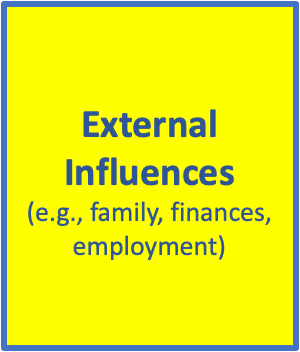 External
Influences
(e.g., family, finances,
employment)